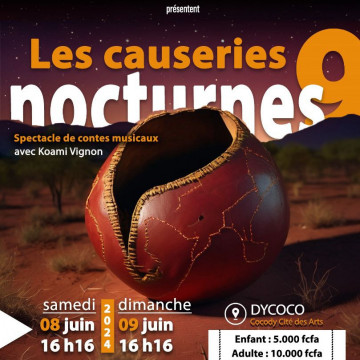 présentent
Les causeries
nocturnes 9
Spectacle de contes musicaux
avec Koami Vignon
samedi
08 juin
16 h16
2024
dimanche
09 juin
16 h16
DYCOCO
Cocody Cité des Arts
Enfant : 5.000 fcfa
Adulte : 10.000 fcfa